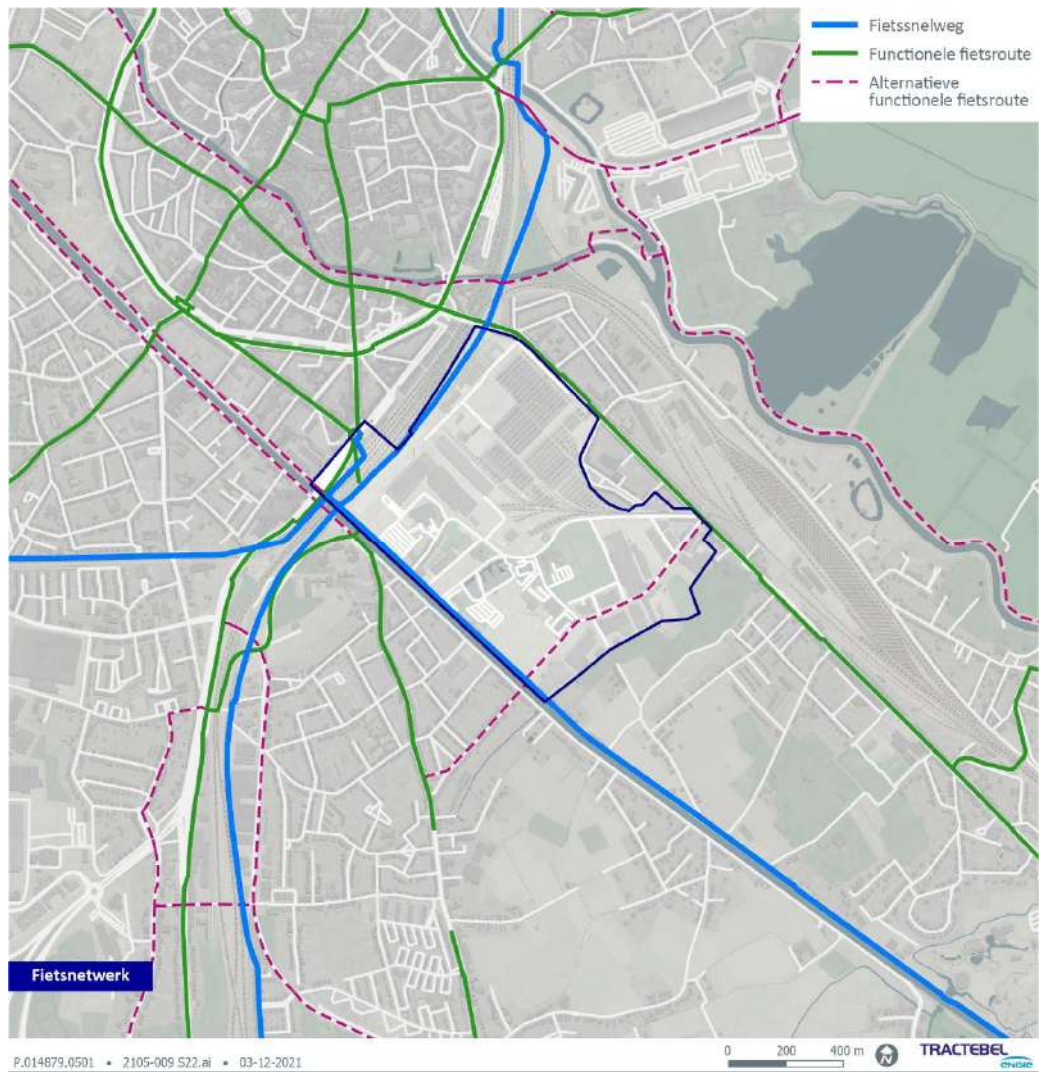 Fietssnelweg
Functionele fietsroute
Alternatieve
functionele fietsroute
Fietsnetwerk
P.014879.0501 • 2105-009 S22.ai • 03-12-2021
0 200 400 m
N
TRACTEBEL
ENGIE